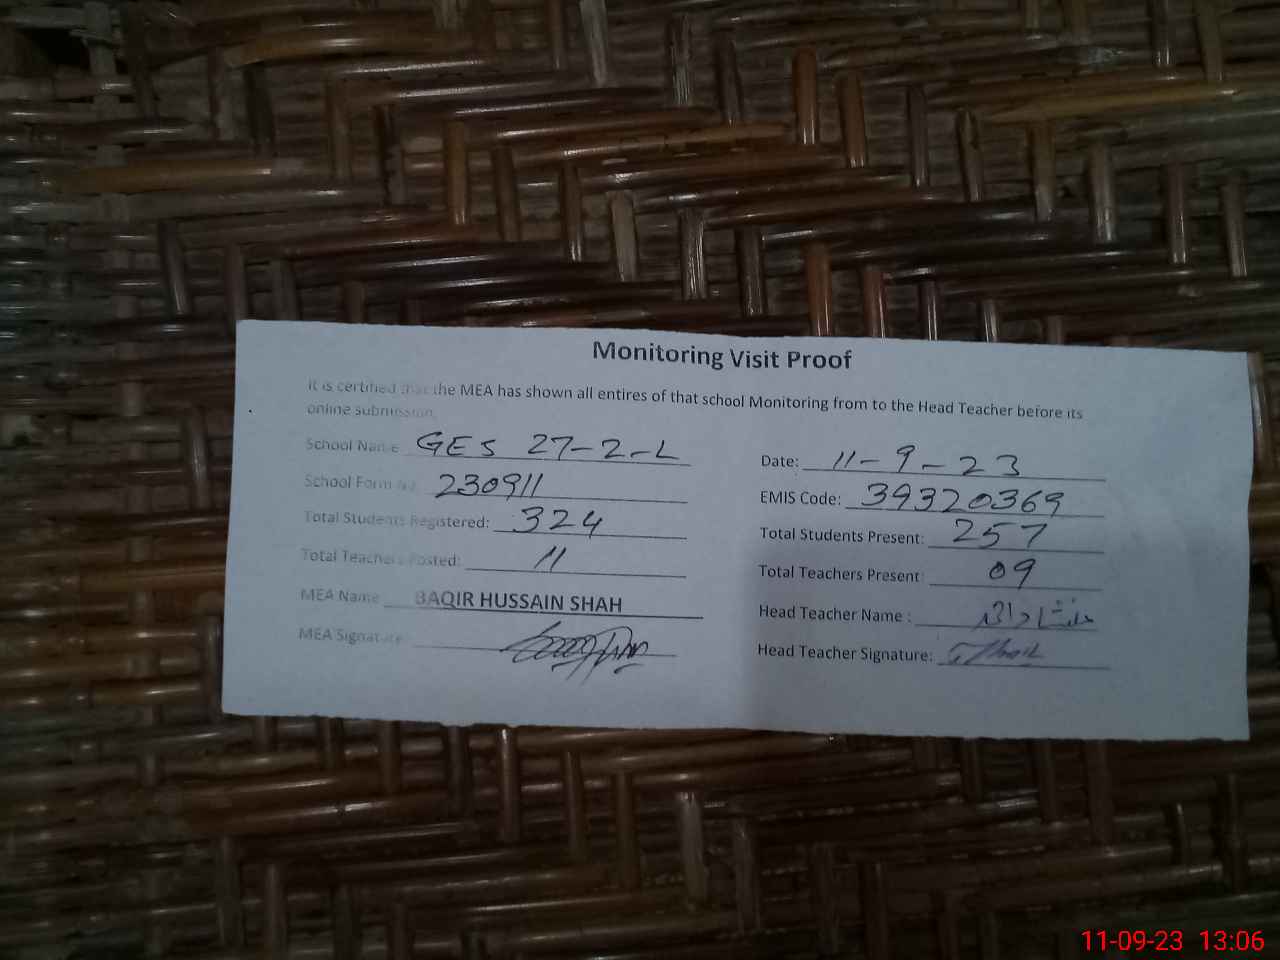 Monitoring Visit Proof
It is certified that the MEA has shown all entires of that school Monitoring from to the Head Teacher before its
online submission.
School Name GES 27-2-L
Date: 11-9-23
School Form No. 230911
EMIS Code: 39320369
Total Students Registered: 324
Total Students Present: 257
Total Teachers Posted: 11
Total Teachers Present: 09
MEA Name BAQIR HUSSAIN SHAH
Head Teacher Name :
MEA Signature:
Head Teacher Signature:
11-09-23 13:06